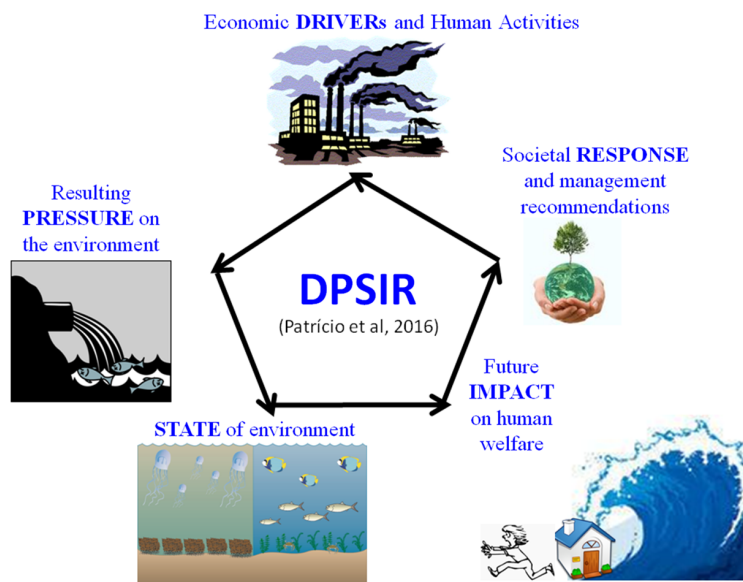 Economic DRIVERs and Human Activities
Societal RESPONSE
and management
recommendations
Resulting
PRESSURE on
the environment
DPSIR
(Patrício et al, 2016)
Future
IMPACT
on human
welfare
STATE of environment